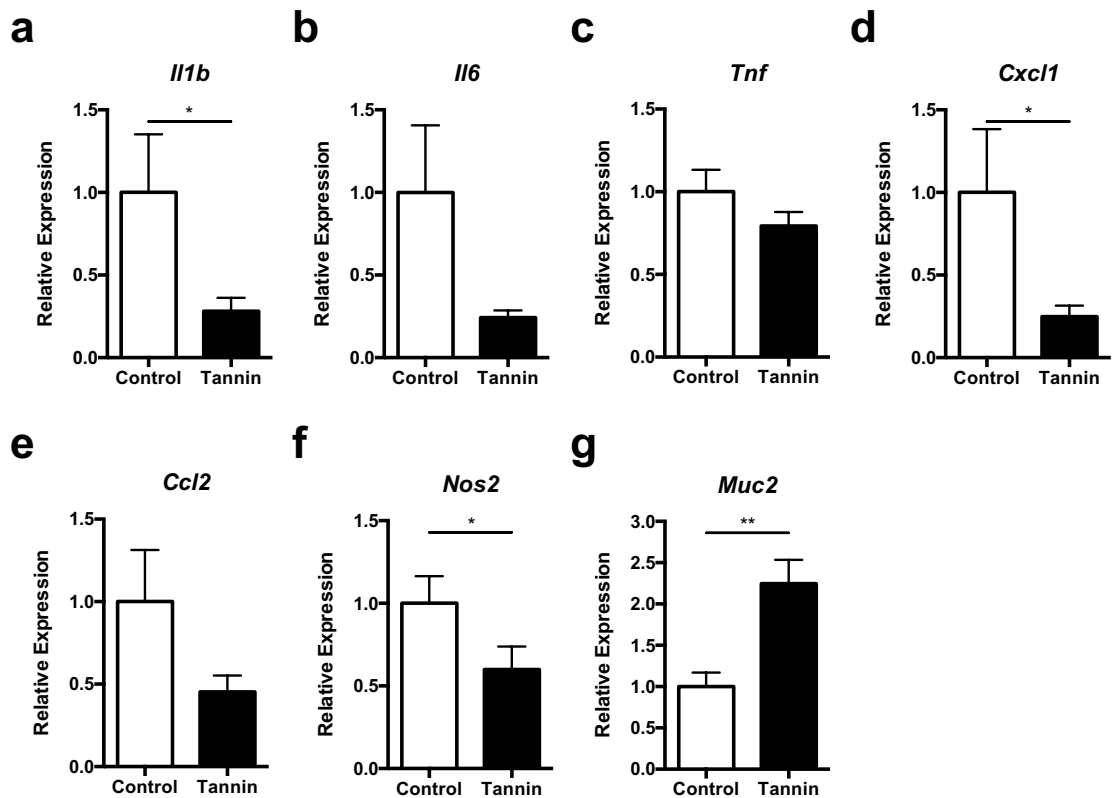 a
Il1b
*
Relative Expression
1.5
1.0
0.5
0.0
Control Tannin
b
Il6
Relative Expression
1.5
1.0
0.5
0.0
Control Tannin
c
Tnf
Relative Expression
1.5
1.0
0.5
0.0
Control Tannin
d
Cxcl1
*
Relative Expression
1.5
1.0
0.5
0.0
Control Tannin
e
Ccl2
Relative Expression
1.5
1.0
0.5
0.0
Control Tannin
f
Nos2
*
Relative Expression
1.5
1.0
0.5
0.0
Control Tannin
g
Muc2
**
Relative Expression
3.0
2.5
2.0
1.5
1.0
0.5
0.0
Control Tannin